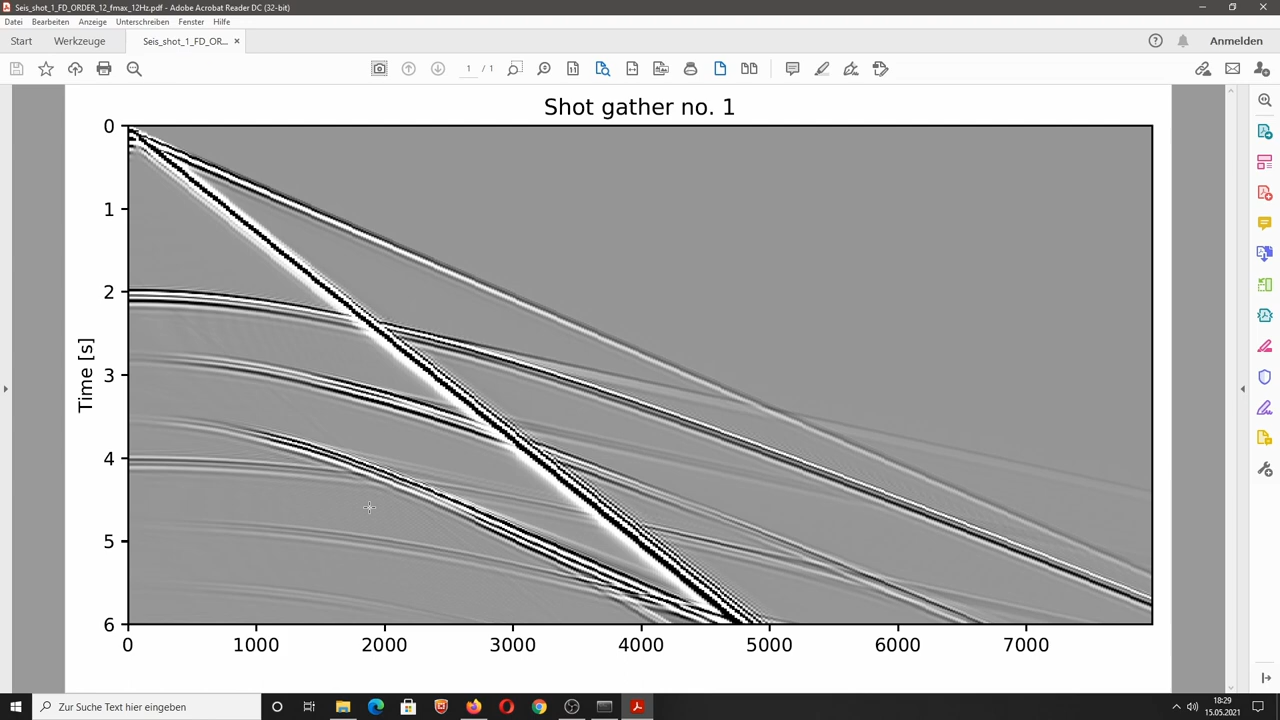 Seis_shot_1_FD_ORDER_12_fmax_12Hz.pdf - Adobe Acrobat Reader DC (32-bit)
Datei Bearbeiten Anzeige Unterschreiben Fenster Hilfe
Start Werkzeuge Seis_shot_1_FD_OR... × Anmelden
1 / 1
Shot gather no. 1
0
1
2
3
4
5
6
Time [s]
0 1000 2000 3000 4000 5000 6000 7000
Zur Suche Text hier eingeben
18:29
15.05.2021